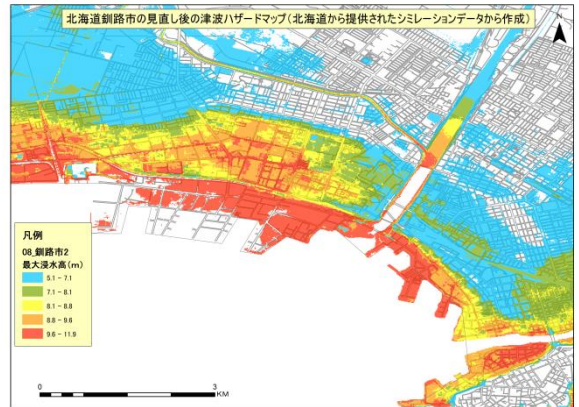 北海道釧路市の見直し後の津波ハザードマップ(北海道から提供されたシミレーションデータから作成)
凡例
08_釧路市2
最大浸水高(m)
5.1 - 7.1
7.1 - 8.1
8.1 - 8.8
8.8 - 9.6
9.6 - 11.9
0 3
KM